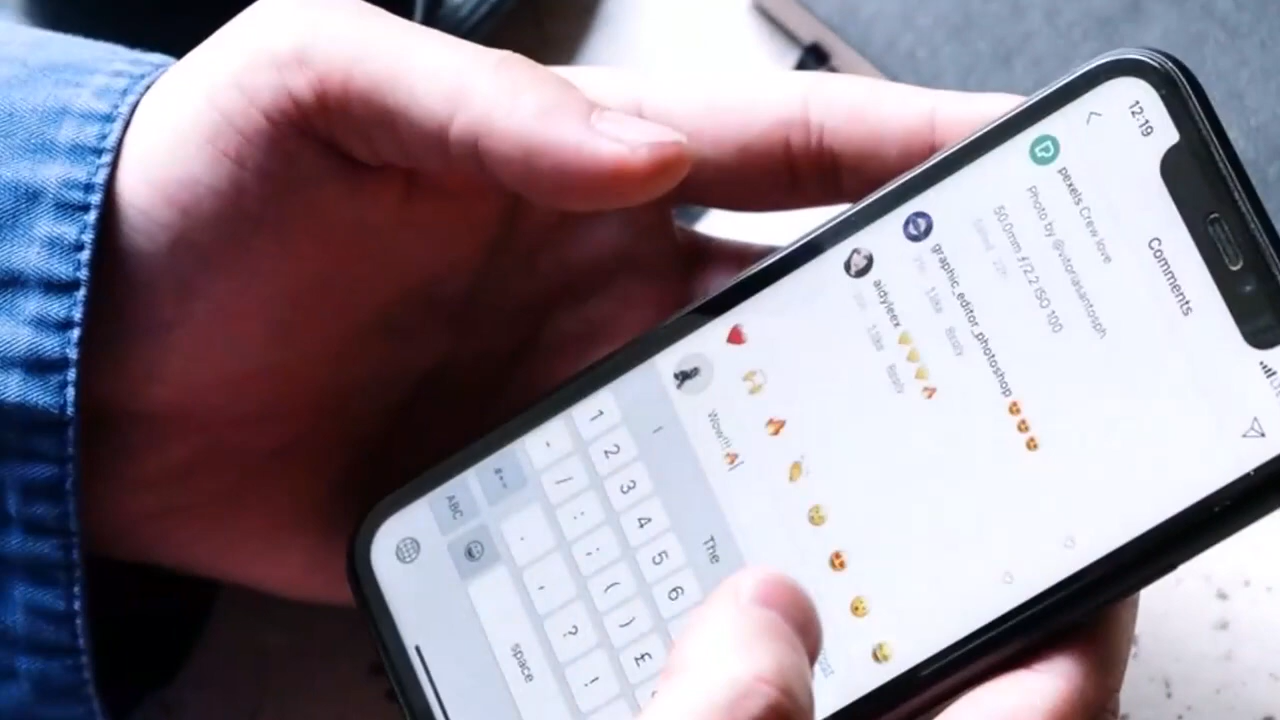 12:19
Comments
pexels Crew love
Photo by @vitoriasantosph
50.0mm f/2.2 ISO 100
graphic_editor_photoshop 😍😍😍
1 like Reply
aidyleex 💛💛💛🔥
1 like Reply
❤️ 🙌 🔥 👏 😢 😍 😮 😂
Wow!!!🔥
I The
1 2 3 4 5 6
- / : ; ( ) £
#+=
. , ? !
ABC
space